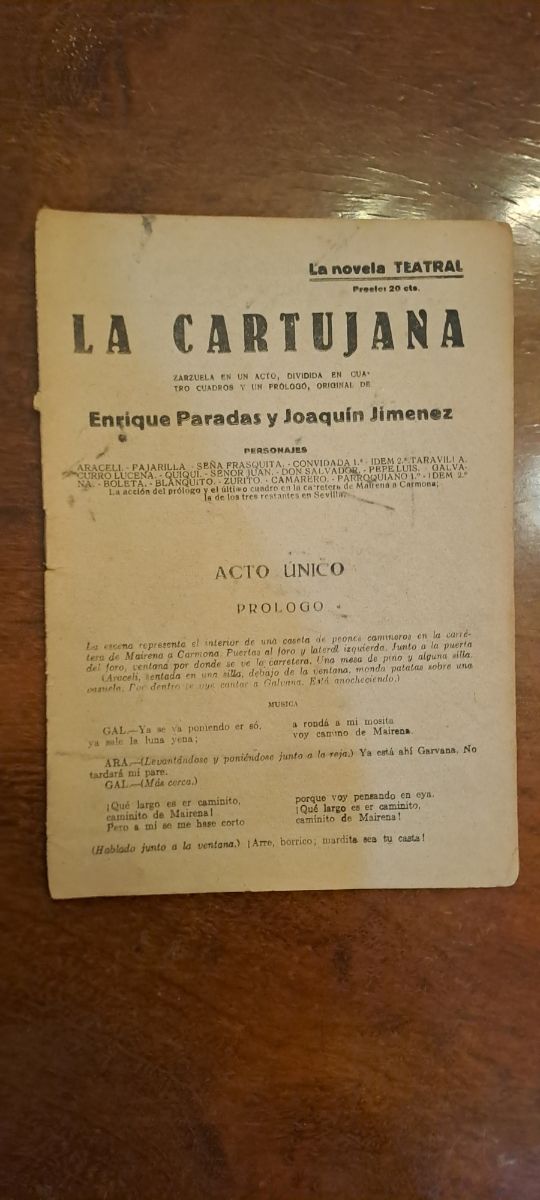 La novela TEATRAL
Precio: 20 cts.
LA CARTUJANA
ZARZUELA EN UN ACTO, DIVIDIDA EN CUA-
TRO CUADROS Y UN PRÓLOGO, ORIGINAL DE
Enrique Paradas y Joaquín Jimenez
PERSONAJES
ARACELI. - PAJARILLA - SEÑA FRASQUITA. - CONVIDADA 1.ª - IDEM 2.ª TARAVILLA.
CURRO LUCENA. - QUIQUI. - SEÑOR JUAN. - DON SALVADOR. - PEPE LUIS. - GALVA-
NA. - BOLETA. - BLANQUITO. - ZURITO. - CAMARERO. - PARROQUIANO 1.º - IDEM 2.º
La acción del prólogo y el último cuadro en la carretera de Mairena a Carmona;
la de los tres restantes en Sevilla.
ACTO ÚNICO
PROLOGO
La escena representa el interior de una caseta de peones camineros en la carre-
tera de Mairena a Carmona. Puertas al foro y lateral izquierda. Junto a la puerta
del foro, ventana por donde se ve la carretera. Una mesa de pino y alguna silla.
(Araceli, sentada en una silla, debajo de la ventana, monda patatas sobre una
cazuela. Por dentro se oye cantar a Galvana. Está anocheciendo.)
MUSICA
GAL.—Ya se va poniendo er só,
ya sale la luna yena;
a rondá a mi mosita
voy camino de Mairena.
ARA.—(Levantándose y poniéndose junto a la reja.) Ya está ahí Garvana. No
tardará mi pare.
GAL.—(Más cerca.)
¡Qué largo es er caminito,
caminito de Mairena!
Pero a mí se me hase corto
porque voy pensando en eya.
¡Qué largo es er caminito,
caminito de Mairena!
(Hablado junto a la ventana.) ¡Arre, borrico; mardita sea tu casta!